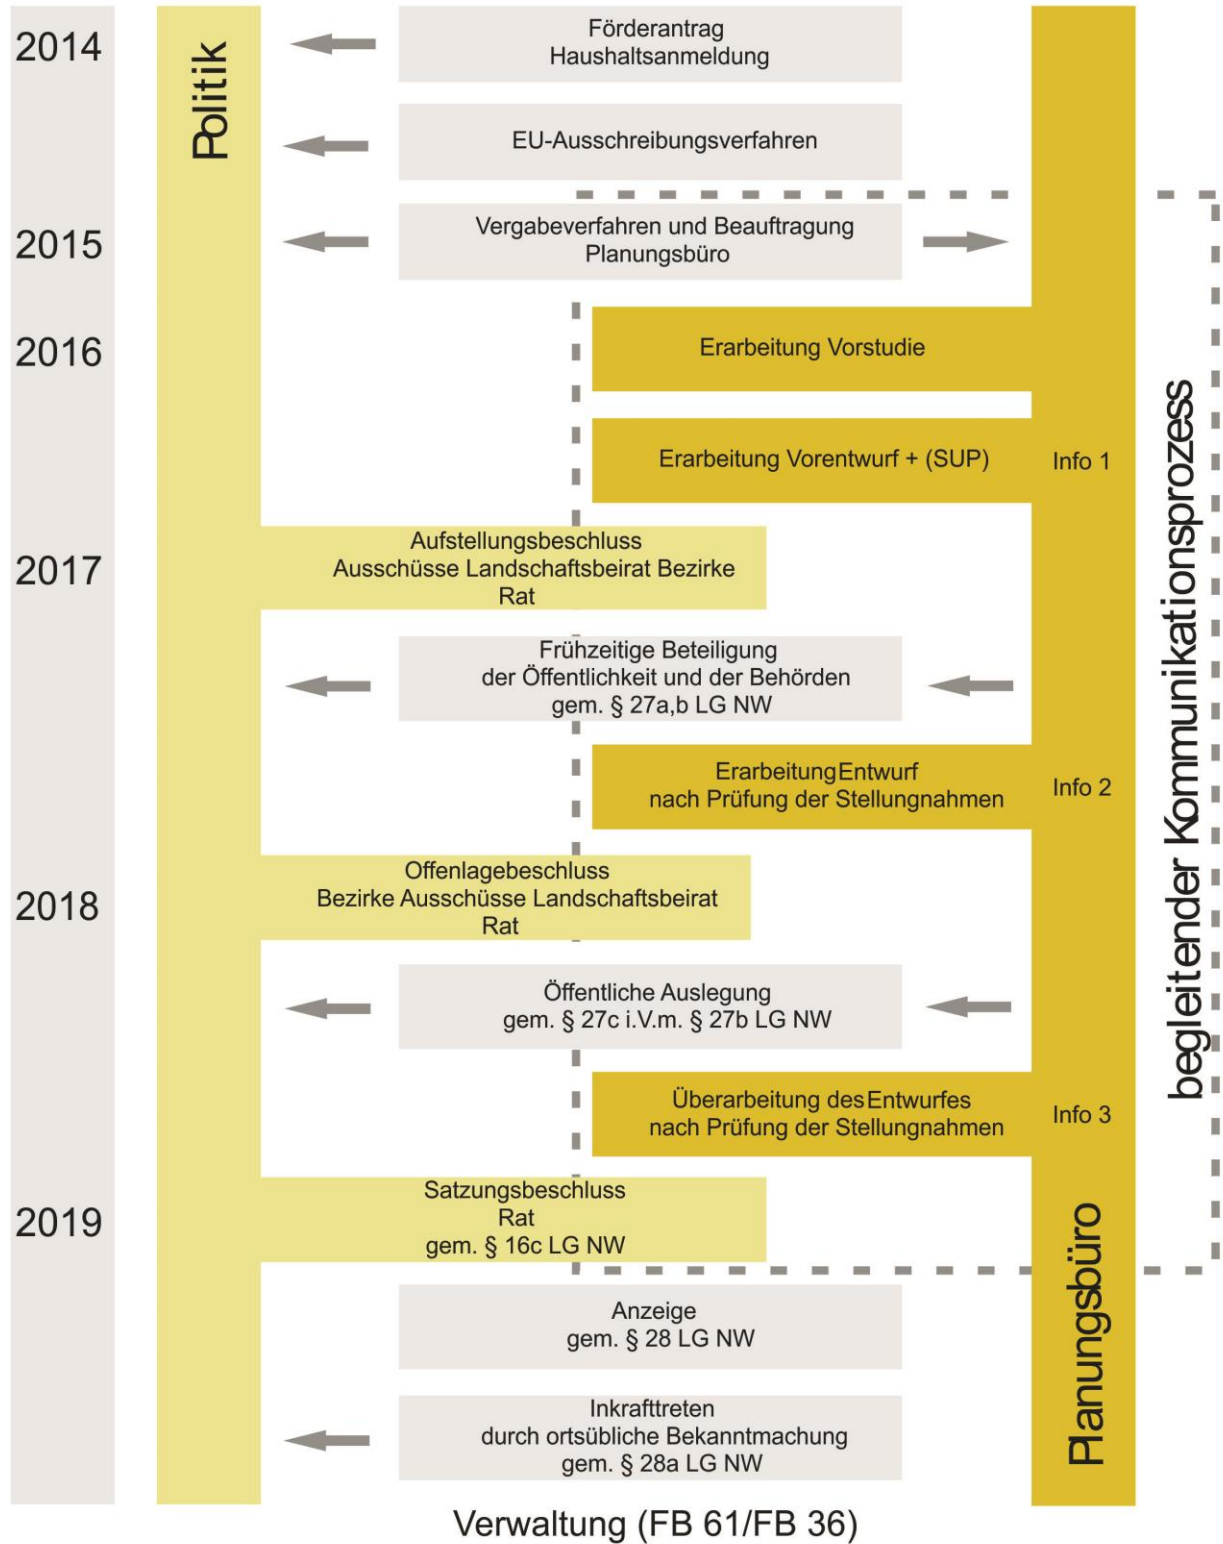 2014
Politik
Förderantrag
Haushaltsanmeldung
EU-Ausschreibungsverfahren
2015
Vergabeverfahren und Beauftragung
Planungsbüro
2016
Erarbeitung Vorstudie
Erarbeitung Vorentwurf + (SUP)
Info 1
2017
Aufstellungsbeschluss
Ausschüsse Landschaftsbeirat Bezirke
Rat
Frühzeitige Beteiligung
der Öffentlichkeit und der Behörden
gem. § 27a,b LG NW
Erarbeitung Entwurf
nach Prüfung der Stellungnahmen
Info 2
2018
Offenlagebeschluss
Bezirke Ausschüsse Landschaftsbeirat
Rat
Öffentliche Auslegung
gem. § 27c i.V.m. § 27b LG NW
Überarbeitung des Entwurfes
nach Prüfung der Stellungnahmen
Info 3
2019
Satzungsbeschluss
Rat
gem. § 16c LG NW
Anzeige
gem. § 28 LG NW
Inkrafttreten
durch ortsübliche Bekanntmachung
gem. § 28a LG NW
Planungsbüro
begleitender Kommunikationsprozess
Verwaltung (FB 61/FB 36)